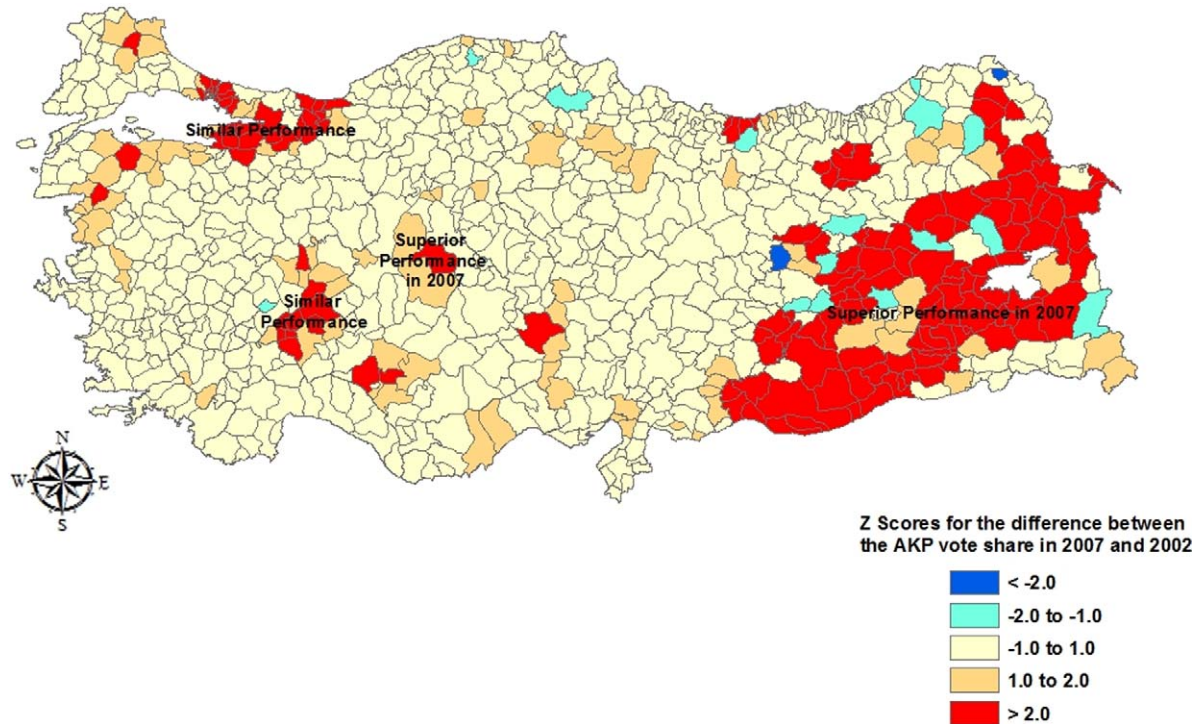 Similar Performance
Superior
Performance
in 2007
Similar
Performance
Superior Performance in 2007
N
W E
S
Z Scores for the difference between
the AKP vote share in 2007 and 2002
< -2.0
-2.0 to -1.0
-1.0 to 1.0
1.0 to 2.0
> 2.0